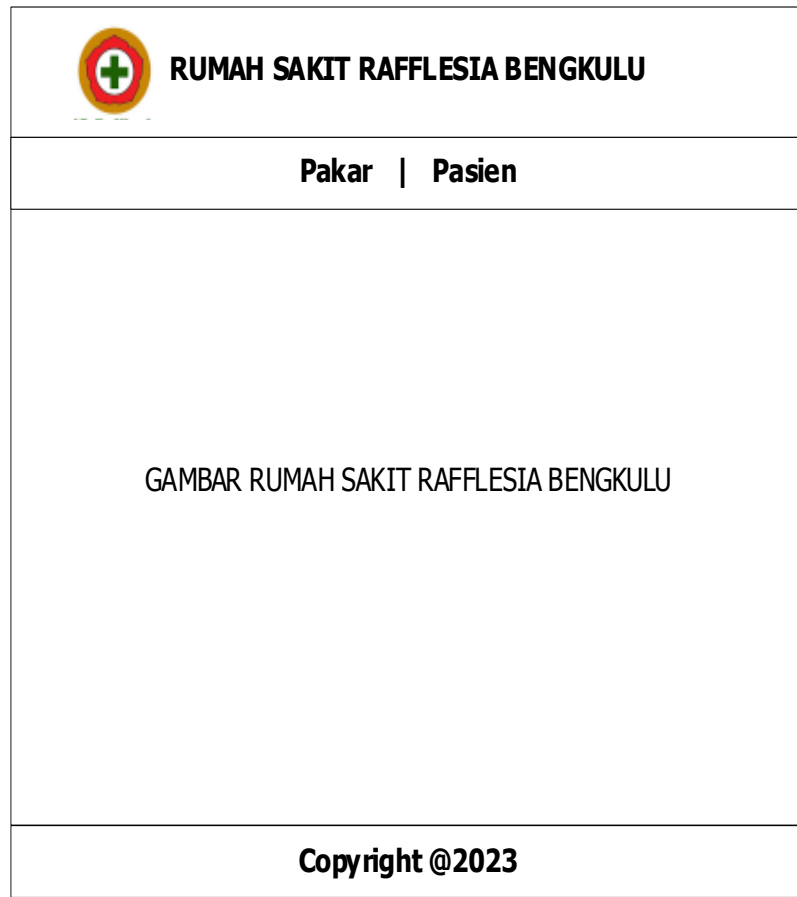 RUMAH SAKIT RAFFLESIA BENGKULU
Pakar | Pasien
GAMBAR RUMAH SAKIT RAFFLESIA BENGKULU
Copyright @2023